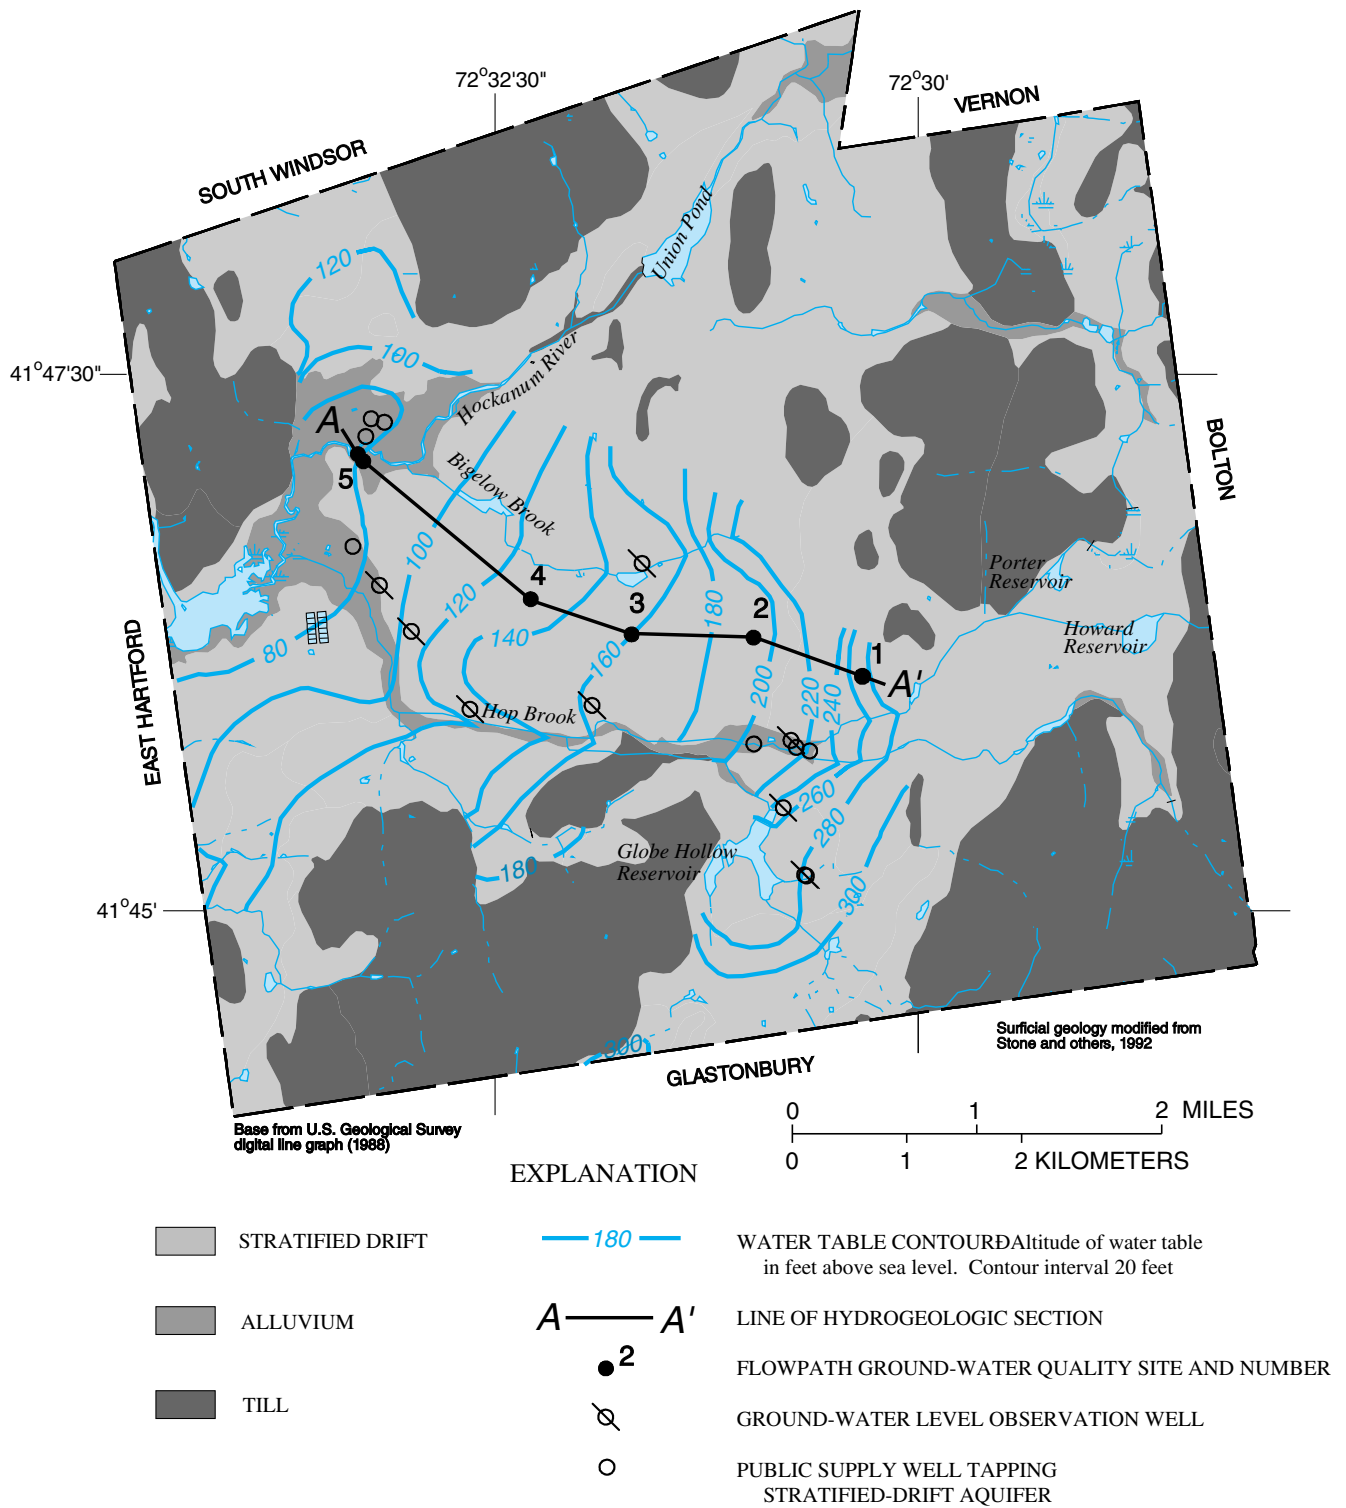 72°32'30"
72°30'
VERNON
SOUTH WINDSOR
Union Pond
120
100
41°47'30"
Hockanum River
A
5
Bigelow Brook
BOLTON
100
120
4
3
180
2
140
160
Porter
Reservoir
Howard
Reservoir
80
EAST HARTFORD
1
A'
200
220
240
Hop Brook
260
280
Globe Hollow
Reservoir
180
300
41°45'
300
GLASTONBURY
Surficial geology modified from
Stone and others, 1992
Base from U.S. Geological Survey
digital line graph (1988)
0 1 2 MILES
0 1 2 KILOMETERS
EXPLANATION
STRATIFIED DRIFT
ALLUVIUM
TILL
180
WATER TABLE CONTOURÐAltitude of water table
in feet above sea level. Contour interval 20 feet
A A'
LINE OF HYDROGEOLOGIC SECTION
2
FLOWPATH GROUND-WATER QUALITY SITE AND NUMBER
GROUND-WATER LEVEL OBSERVATION WELL
PUBLIC SUPPLY WELL TAPPING
STRATIFIED-DRIFT AQUIFER